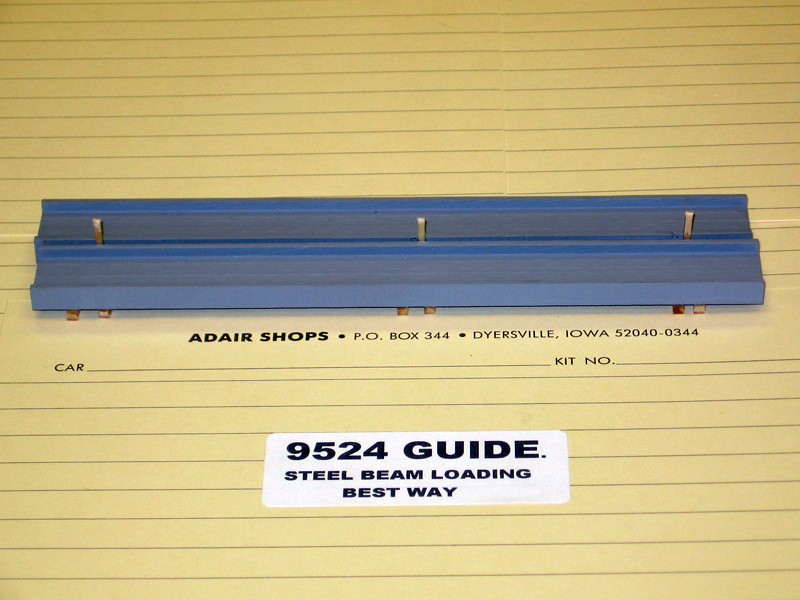 ADAIR SHOPS • P.O. BOX 344 • DYERSVILLE, IOWA 52040-0344
CAR KIT NO.
9524 GUIDE.
STEEL BEAM LOADING
BEST WAY